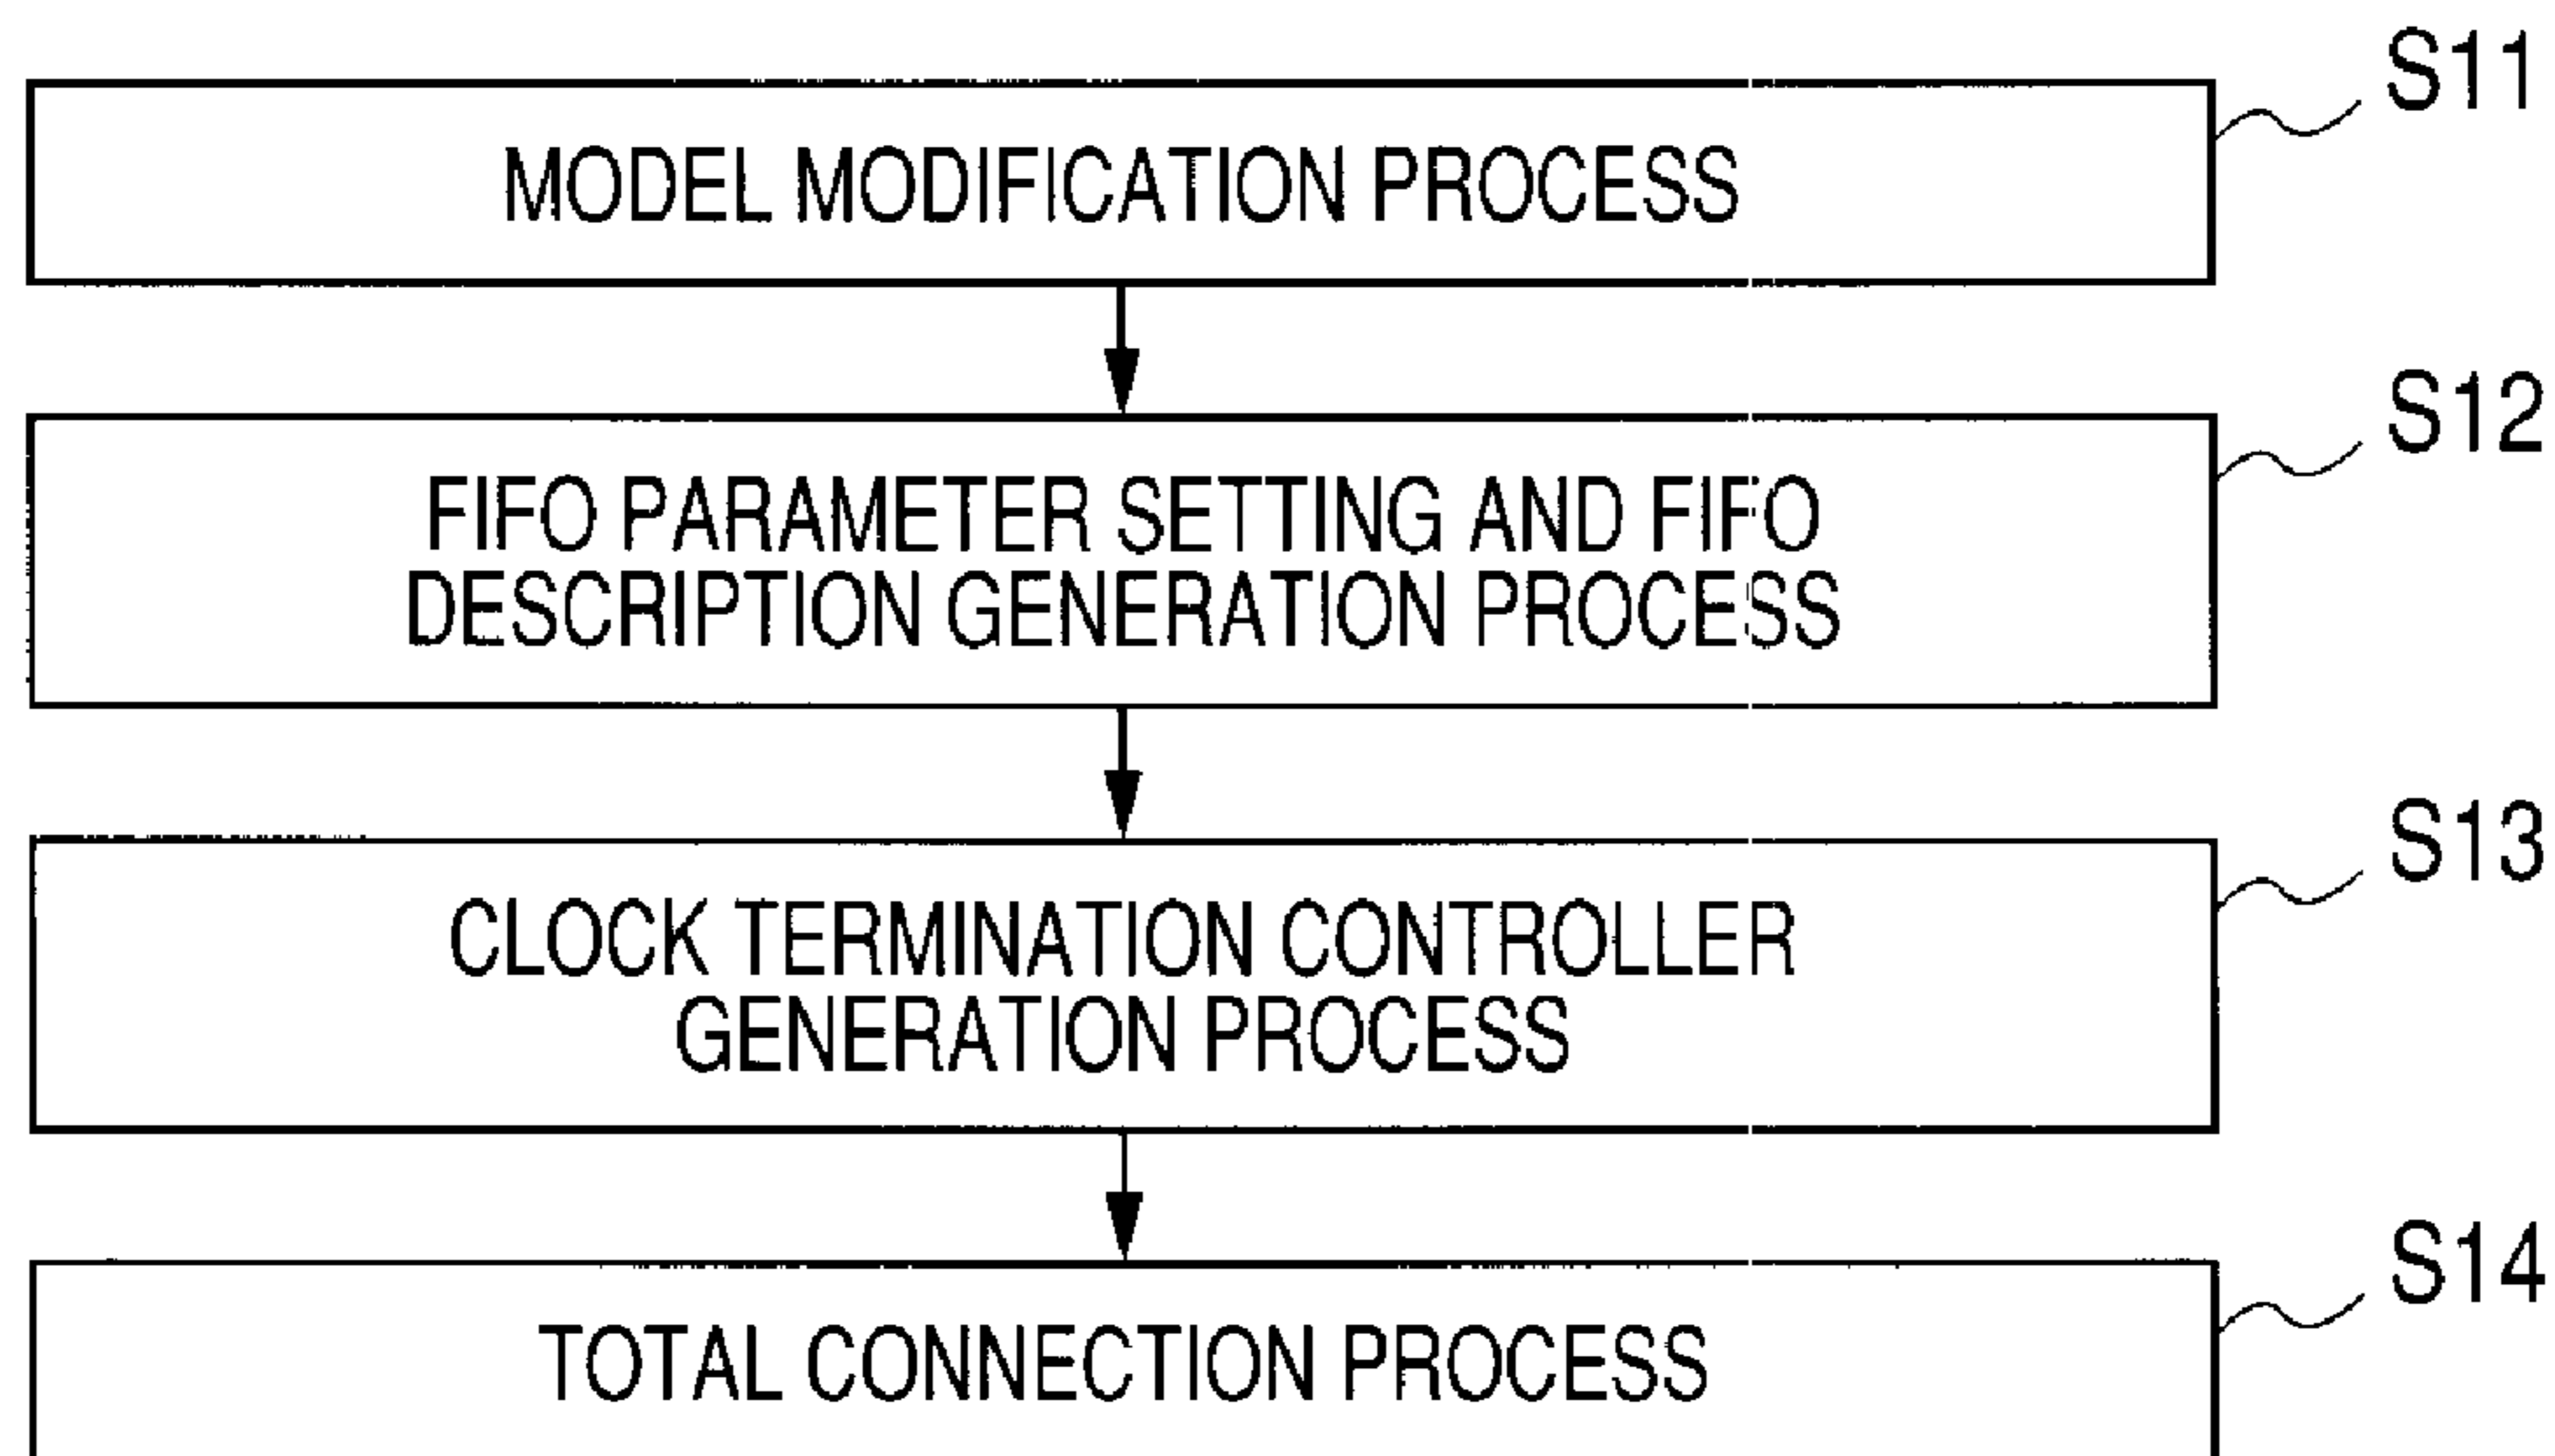 S11
MODEL MODIFICATION PROCESS
S12
FIFO PARAMETER SETTING AND FIFO
DESCRIPTION GENERATION PROCESS
S13
CLOCK TERMINATION CONTROLLER
GENERATION PROCESS
S14
TOTAL CONNECTION PROCESS